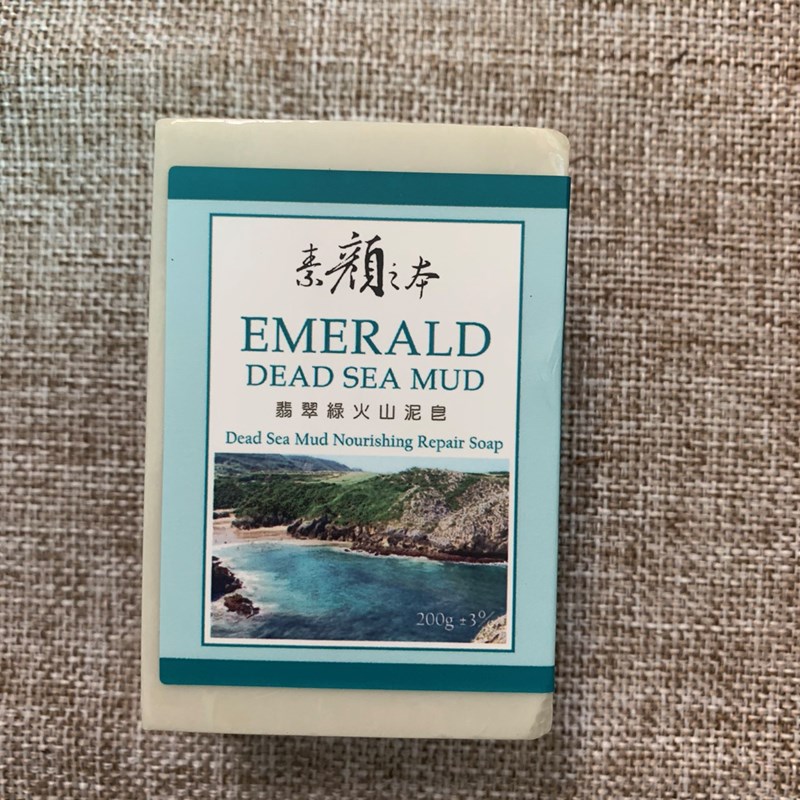 素顏之本
EMERALD
DEAD SEA MUD
翡翠綠火山泥皂
Dead Sea Mud Nourishing Repair Soap
200g ±3%